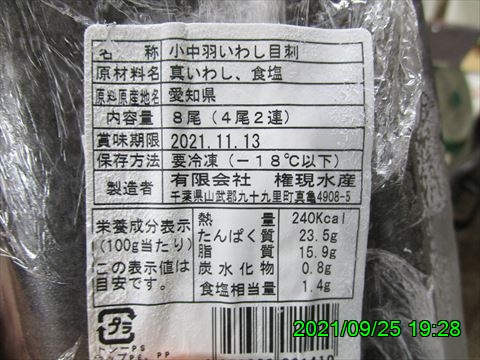 名　称 小中羽いわし目刺
原材料名 真いわし、食塩
原料原産地名 愛知県
内容量 8尾(4尾2連)
賞味期限 2021.11.13
保存方法 要冷凍(-18℃以下)
製造者 有限会社　権現水産
千葉県山武郡九十九里町真亀4908-5
栄養成分表示
(100g当たり)
この表示値は
目安です。
熱　量 240Kcal
たんぱく質 23.5g
脂　質 15.9g
炭水化物 0.8g
食塩相当量 1.4g
プラ
2021/09/25 19:28